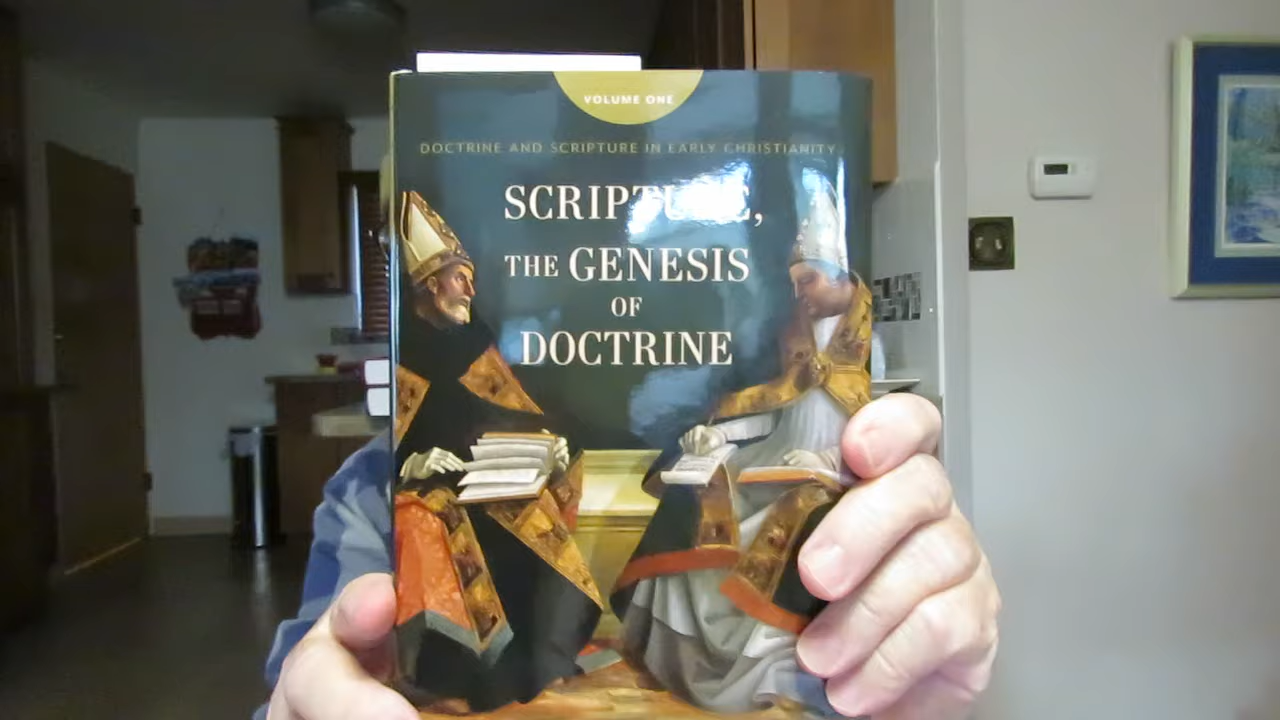 VOLUME ONE
DOCTRINE AND SCRIPTURE IN EARLY CHRISTIANITY
SCRIPTURE,
THE GENESIS
OF
DOCTRINE